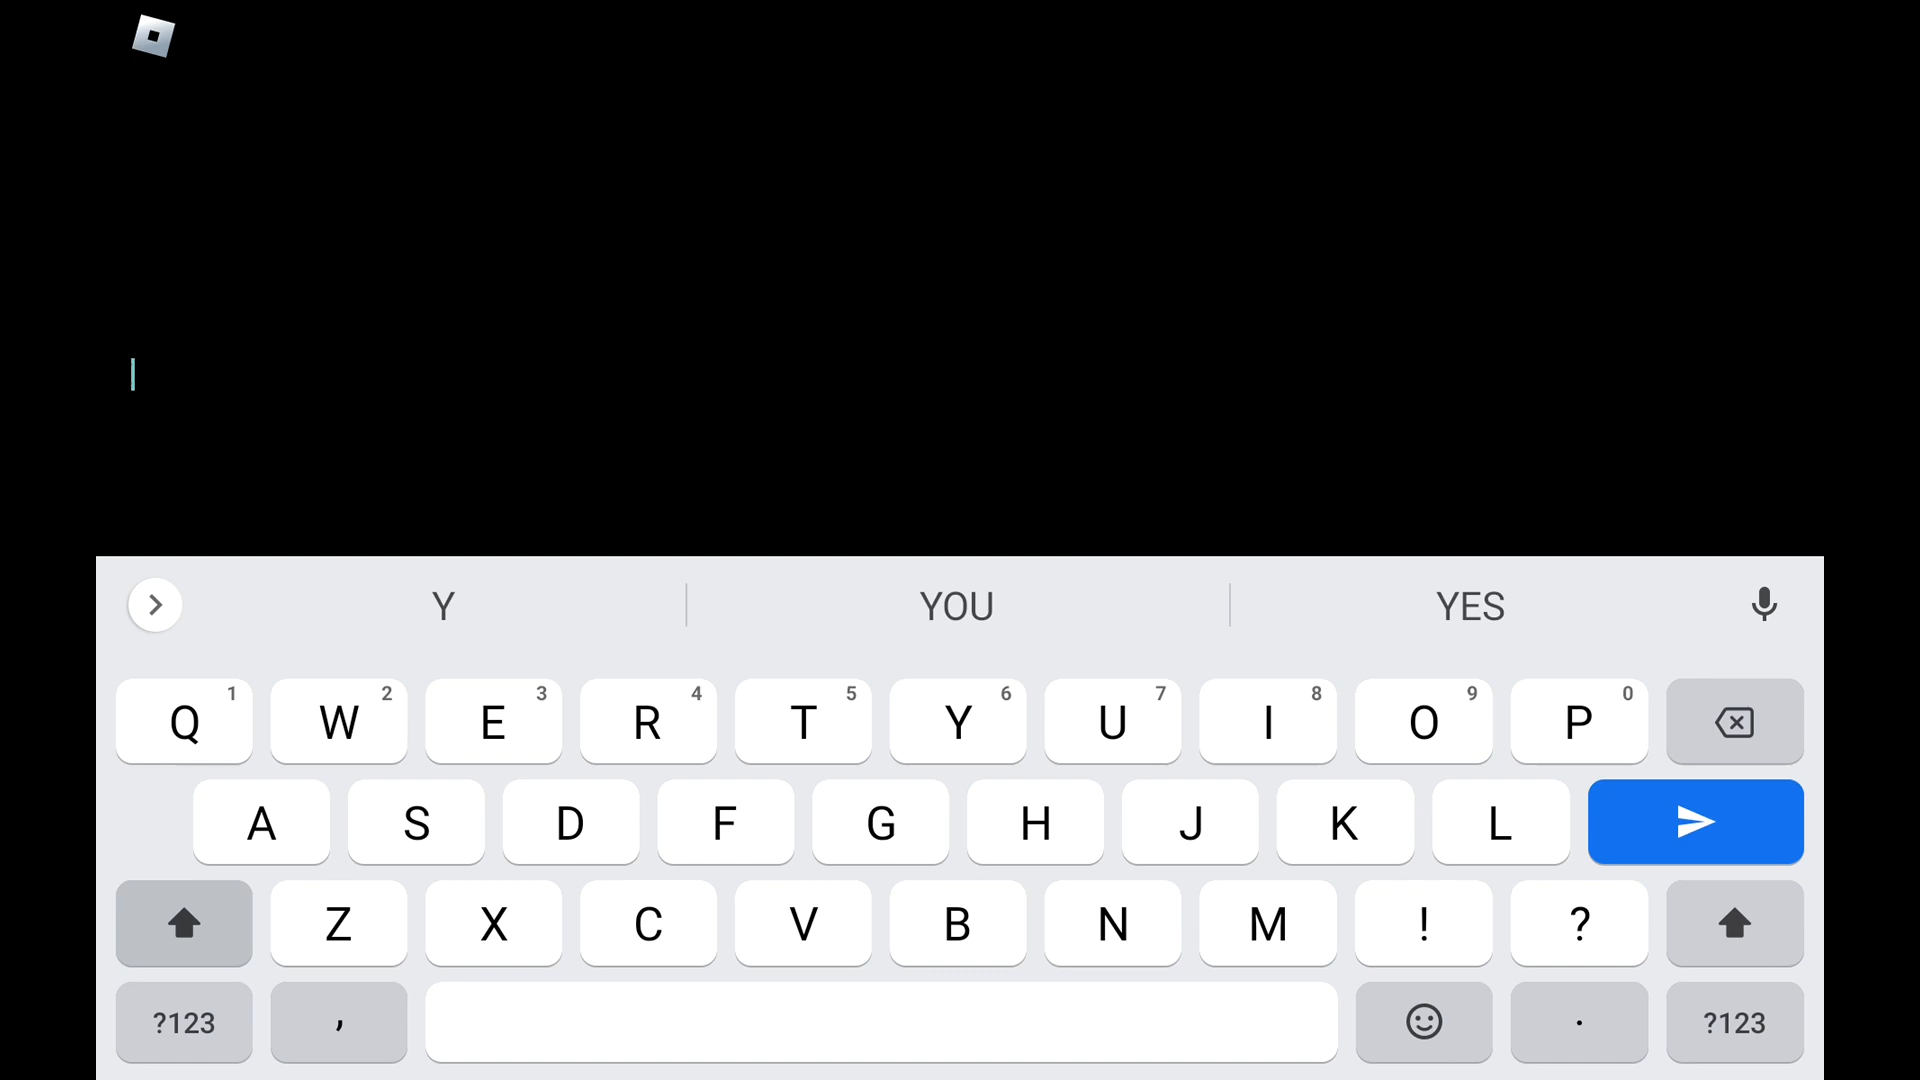 Y YOU YES
Q 1 W 2 E 3 R 4 T 5 Y 6 U 7 I 8 O 9 P 0
A S D F G H J K L
Z X C V B N M ! ?
?123 , . ?123